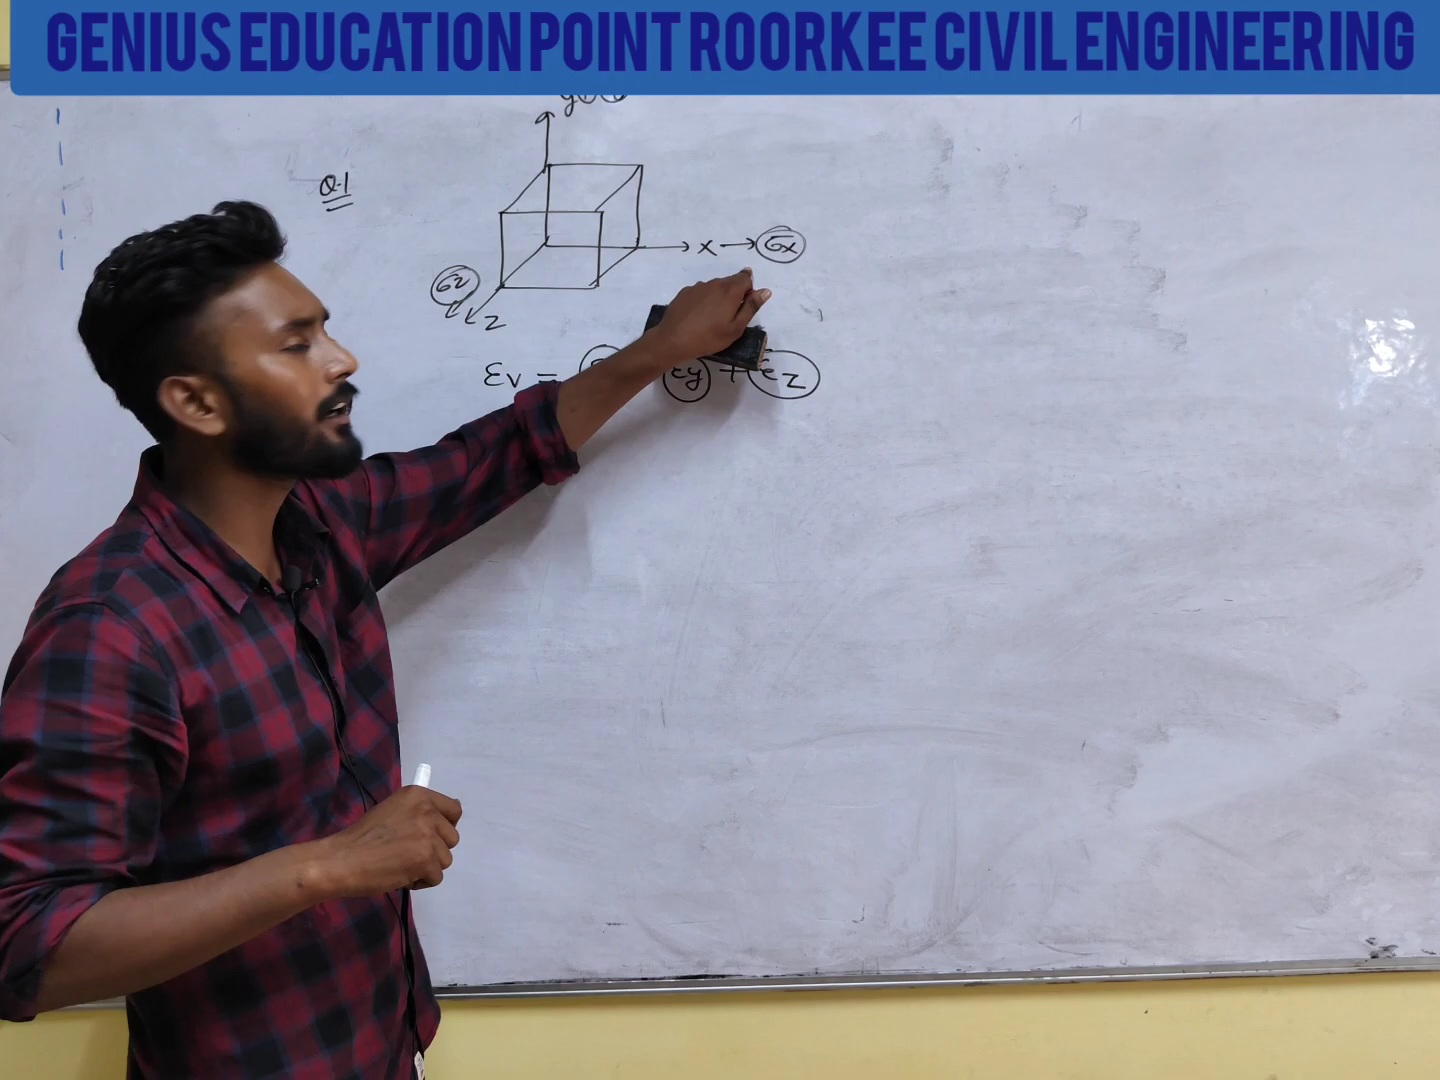 GENIUS EDUCATION POINT ROORKEE CIVIL ENGINEERING
y
Q.1
x → σx
σz
z
εv = εy + εz